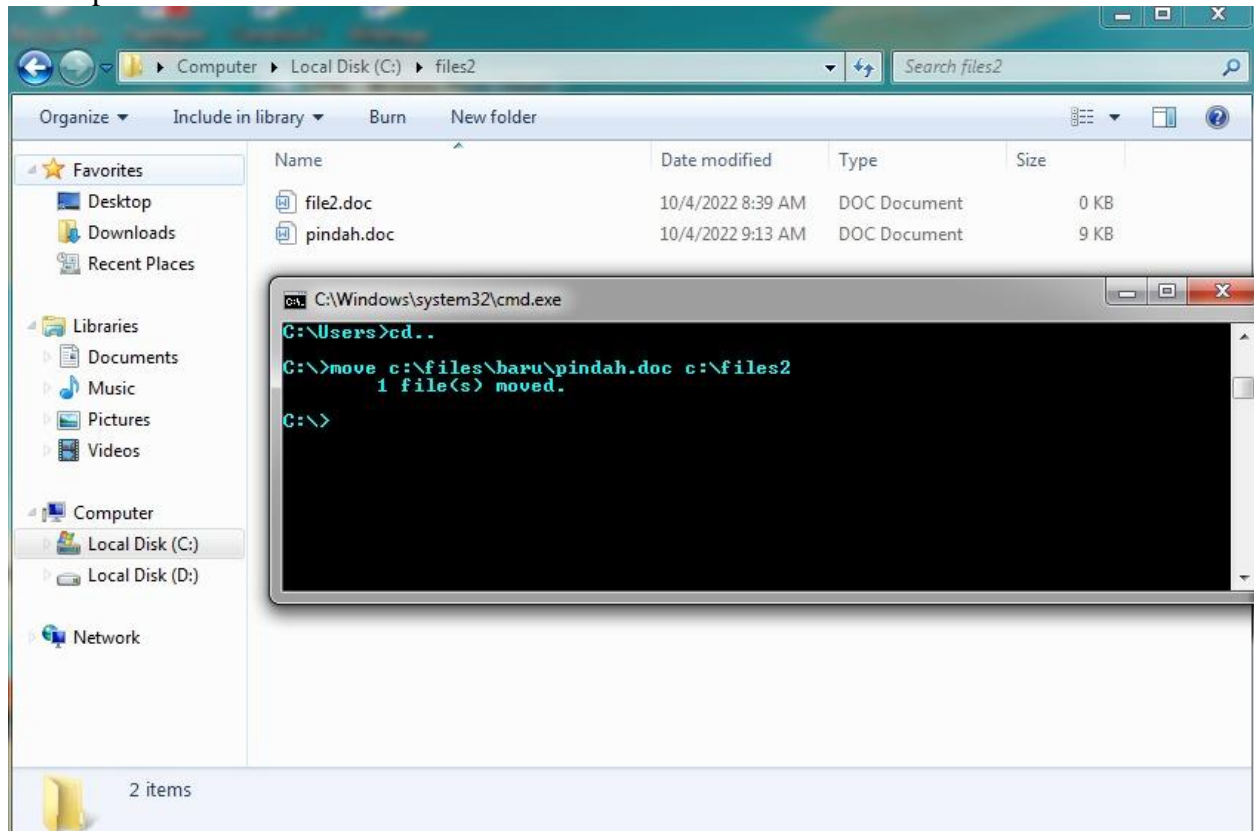 Computer ▸ Local Disk (C:) ▸ files2
Search files2
Organize Include in library Burn New folder
Name Date modified Type Size
file2.doc 10/4/2022 8:39 AM DOC Document 0 KB
pindah.doc 10/4/2022 9:13 AM DOC Document 9 KB
Favorites
Desktop
Downloads
Recent Places
Libraries
Documents
Music
Pictures
Videos
Computer
Local Disk (C:)
Local Disk (D:)
Network
C:\Windows\system32\cmd.exe
C:\Users>cd..
C:\>move c:\files\baru\pindah.doc c:\files2
1 file(s) moved.
C:\>
2 items